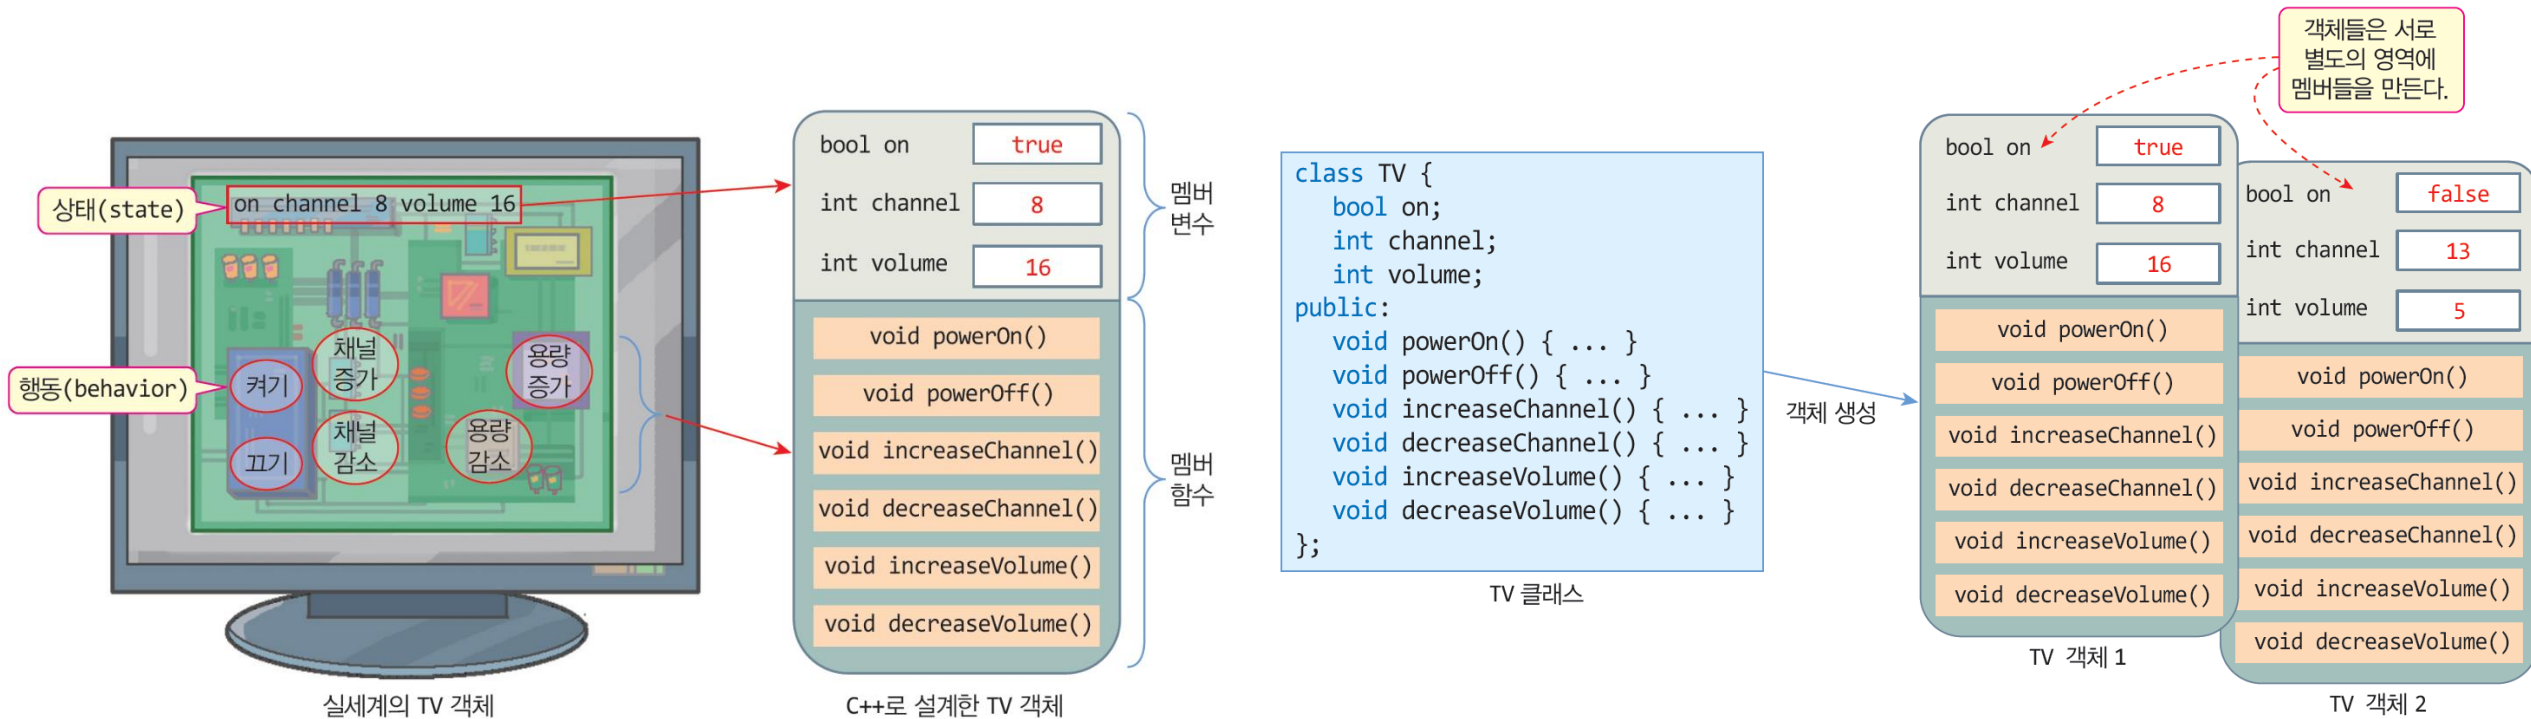 상태(state)
on channel 8 volume 16
행동(behavior)
켜기
끄기
채널
증가
채널
감소
용량
증가
용량
감소
실세계의 TV 객체
bool on true
int channel 8
int volume 16
void powerOn()
void powerOff()
void increaseChannel()
void decreaseChannel()
void increaseVolume()
void decreaseVolume()
멤버
변수
멤버
함수
C++로 설계한 TV 객체
class TV {
bool on;
int channel;
int volume;
public:
void powerOn() { ... }
void powerOff() { ... }
void increaseChannel() { ... }
void decreaseChannel() { ... }
void increaseVolume() { ... }
void decreaseVolume() { ... }
};
TV 클래스
객체 생성
객체들은 서로
별도의 영역에
멤버들을 만든다.
bool on true
int channel 8
int volume 16
void powerOn()
void powerOff()
void increaseChannel()
void decreaseChannel()
void increaseVolume()
void decreaseVolume()
TV 객체 1
bool on false
int channel 13
int volume 5
void powerOn()
void powerOff()
void increaseChannel()
void decreaseChannel()
void increaseVolume()
void decreaseVolume()
TV 객체 2